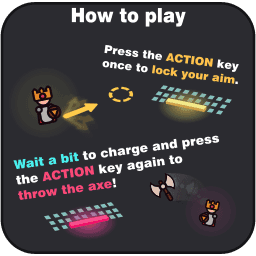 How to play
Press the ACTION key
once to lock your aim.
Wait a bit to charge and press
the ACTION key again to
throw the axe!